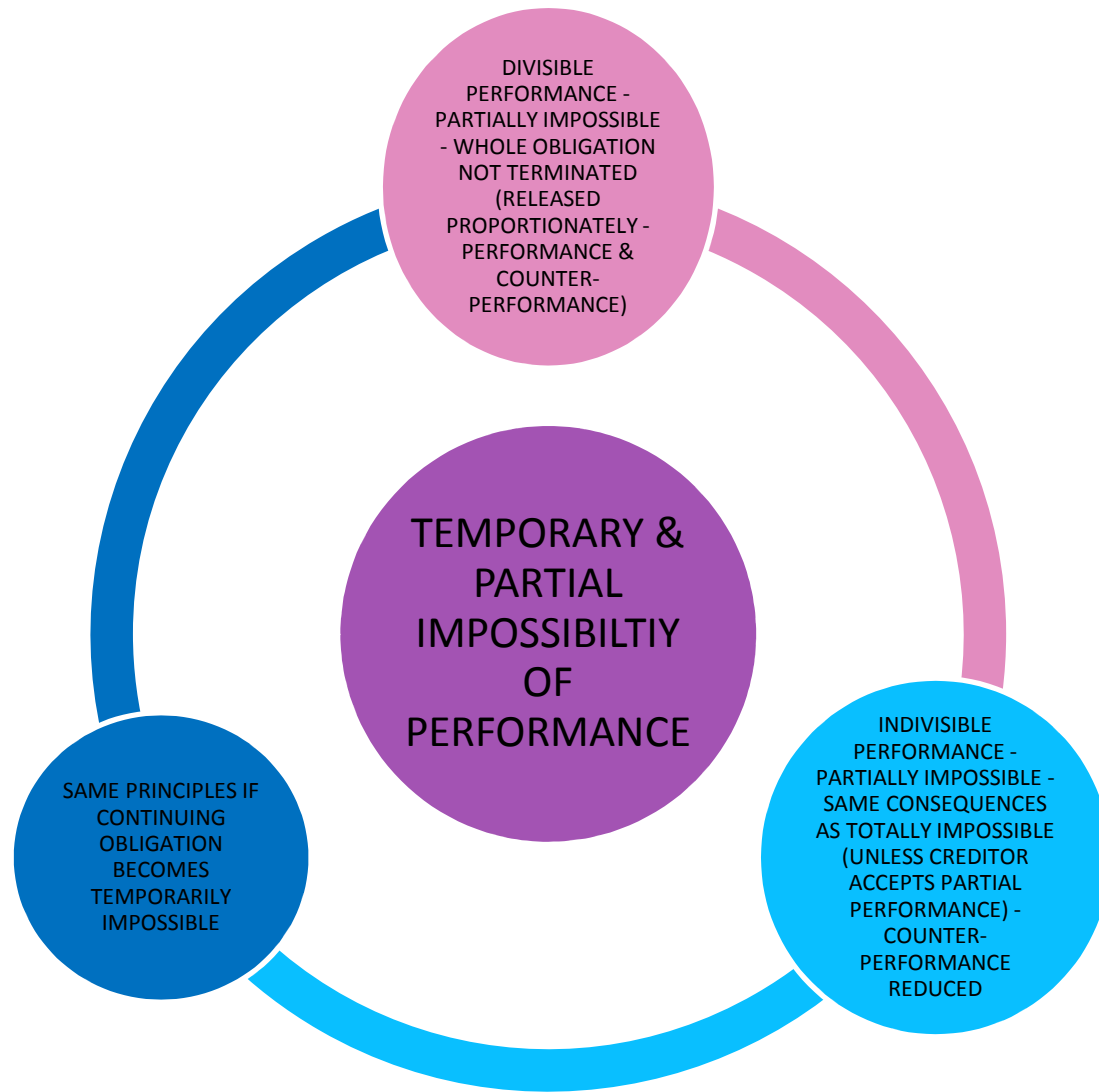 DIVISIBLE
PERFORMANCE -
PARTIALLY IMPOSSIBLE
- WHOLE OBLIGATION
NOT TERMINATED
(RELEASED
PROPORTIONATELY -
PERFORMANCE &
COUNTER-
PERFORMANCE)
TEMPORARY &
PARTIAL
IMPOSSIBILTIY
OF
PERFORMANCE
INDIVISIBLE
PERFORMANCE -
PARTIALLY IMPOSSIBLE -
SAME CONSEQUENCES
AS TOTALLY IMPOSSIBLE
(UNLESS CREDITOR
ACCEPTS PARTIAL
PERFORMANCE) -
COUNTER-
PERFORMANCE
REDUCED
SAME PRINCIPLES IF
CONTINUING
OBLIGATION
BECOMES
TEMPORARILY
IMPOSSIBLE